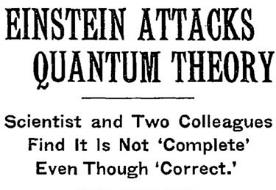 EINSTEIN ATTACKS
QUANTUM THEORY
Scientist and Two Colleagues
Find It Is Not ‘Complete’
Even Though ‘Correct.’